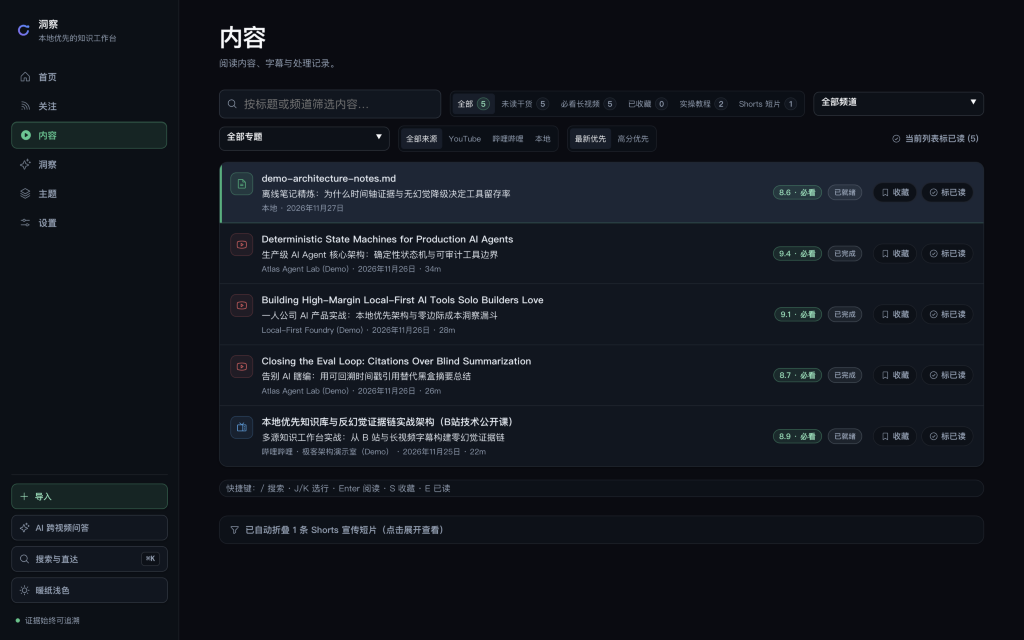 洞察
本地优先的知识工作台
首页
关注
内容
洞察
主题
设置
导入
AI 跨视频问答
搜索与直达 ⌘K
暖纸浅色
证据始终可追溯
内容
阅读内容、字幕与处理记录。
按标题或频道筛选内容...
全部 5 未读干货 5 必看长视频 5 已收藏 0 实操教程 2 Shorts 短片 1
全部频道
全部专题
全部来源 YouTube 哔哩哔哩 本地
最新优先 高分优先
当前列表标已读 (5)
demo-architecture-notes.md
离线笔记精炼：为什么时间轴证据与无幻觉降级决定工具留存率
本地 · 2026年11月27日
8.6 · 必看 已就绪 收藏 标已读
Deterministic State Machines for Production AI Agents
生产级 AI Agent 核心架构：确定性状态机与可审计工具边界
Atlas Agent Lab (Demo) · 2026年11月26日 · 34m
9.4 · 必看 已完成 收藏 标已读
Building High-Margin Local-First AI Tools Solo Builders Love
一人公司 AI 产品实战：本地优先架构与零边际成本洞察漏斗
Local-First Foundry (Demo) · 2026年11月26日 · 28m
9.1 · 必看 已完成 收藏 标已读
Closing the Eval Loop: Citations Over Blind Summarization
告别 AI 瞎编：用可回溯时间戳引用替代黑盒摘要总结
Atlas Agent Lab (Demo) · 2026年11月26日 · 26m
8.7 · 必看 已完成 收藏 标已读
本地优先知识库与反幻觉证据链实战架构（B站技术公开课）
多源知识工作台实战：从 B 站与长视频字幕构建零幻觉证据链
哔哩哔哩 · 极客架构演示室（Demo） · 2026年11月25日 · 22m
8.9 · 必看 已就绪 收藏 标已读
快捷键：/ 搜索 · J/K 选行 · Enter 阅读 · S 收藏 · E 已读
已自动折叠 1 条 Shorts 宣传短片（点击展开查看）